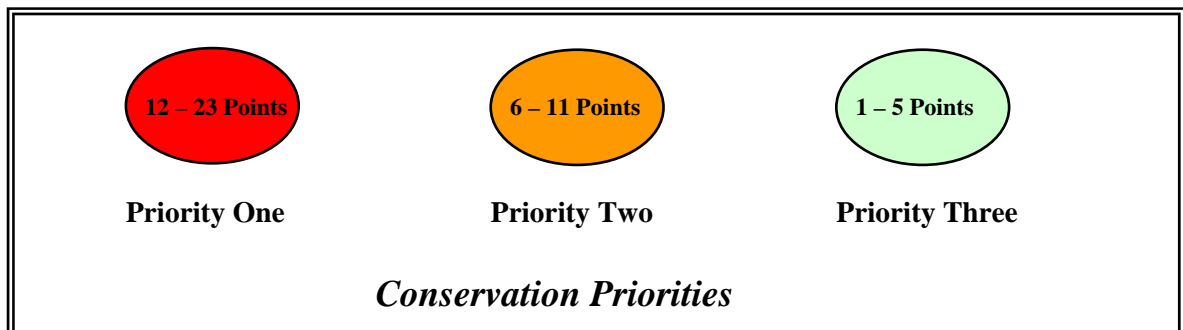 12 – 23 Points 6 – 11 Points 1 – 5 Points
Priority One Priority Two Priority Three
Conservation Priorities